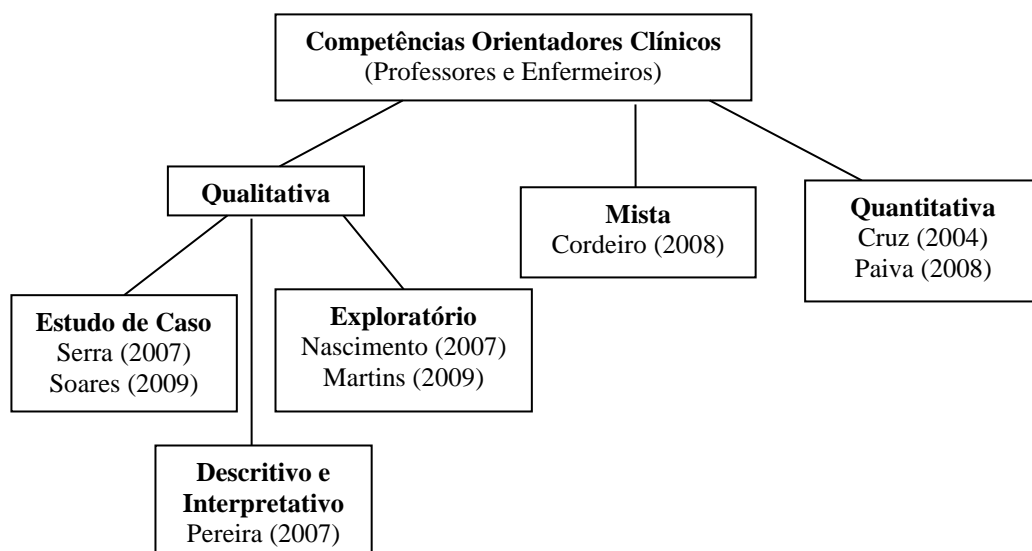 Competências Orientadores Clínicos
(Professores e Enfermeiros)
Qualitativa
Mista
Cordeiro (2008)
Quantitativa
Cruz (2004)
Paiva (2008)
Estudo de Caso
Serra (2007)
Soares (2009)
Exploratório
Nascimento (2007)
Martins (2009)
Descritivo e
Interpretativo
Pereira (2007)